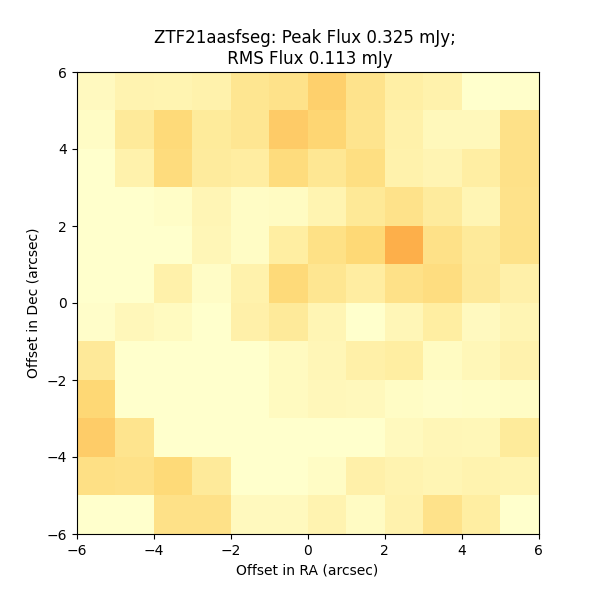 ZTF21aasfseg: Peak Flux 0.325 mJy;
RMS Flux 0.113 mJy
6
4
2
0
−2
−4
−6
Offset in Dec (arcsec)
−6 −4 −2 0 2 4 6
Offset in RA (arcsec)